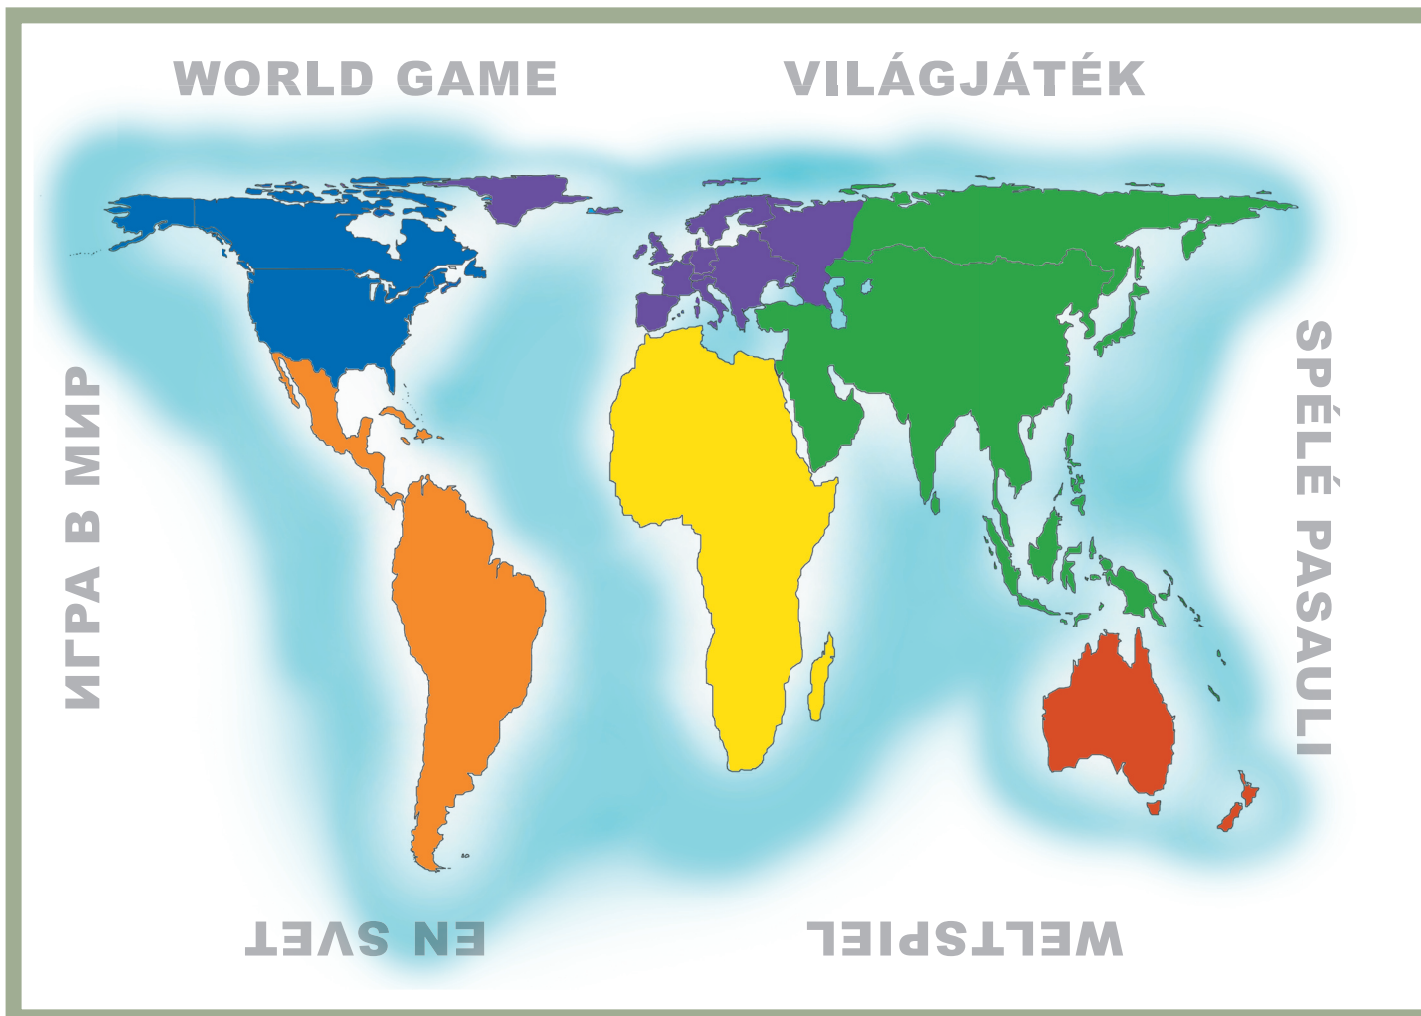 WORLD GAME
VILÁGJÁTÉK
ИГРА В МИР
SPÉLÉ PASAULI
EN SVET
WELTSPIEL